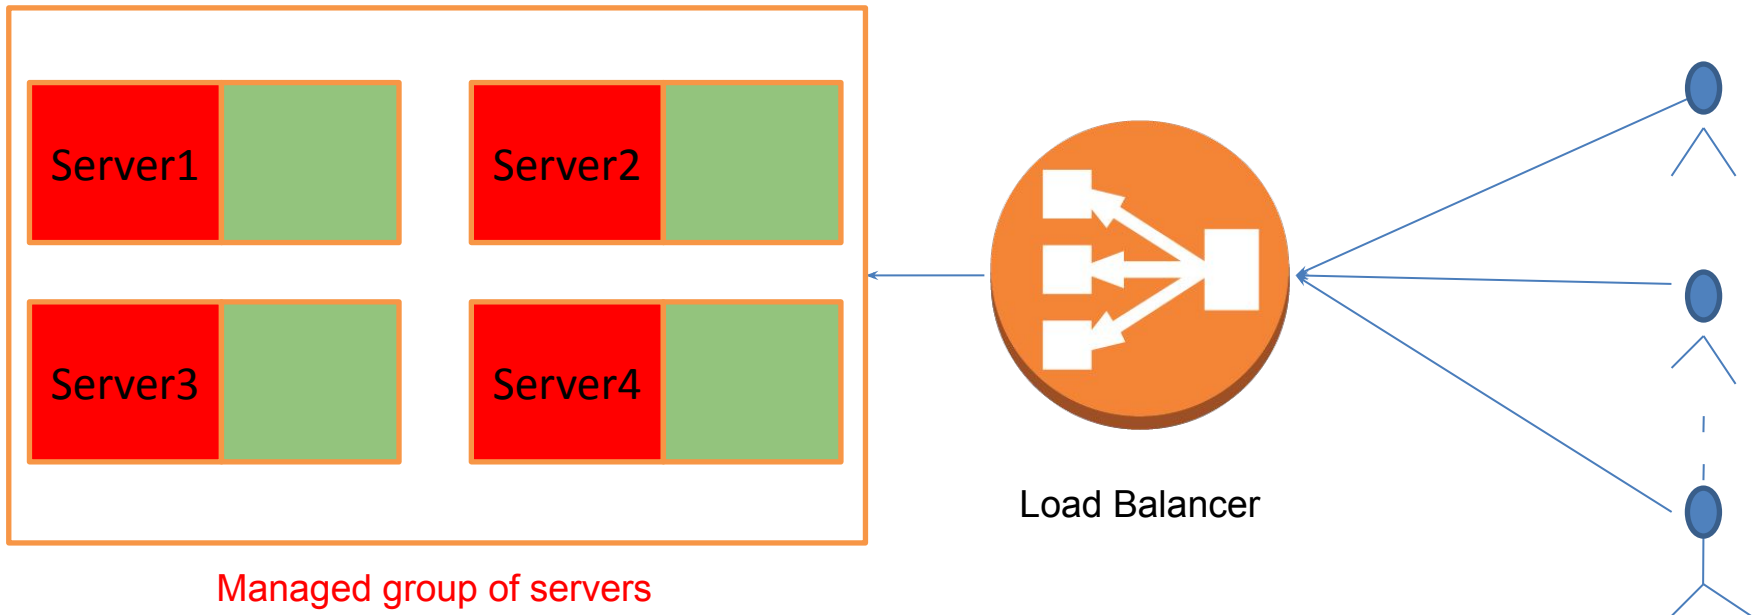 Server1
Server2
Server3
Server4
Load Balancer
Managed group of servers